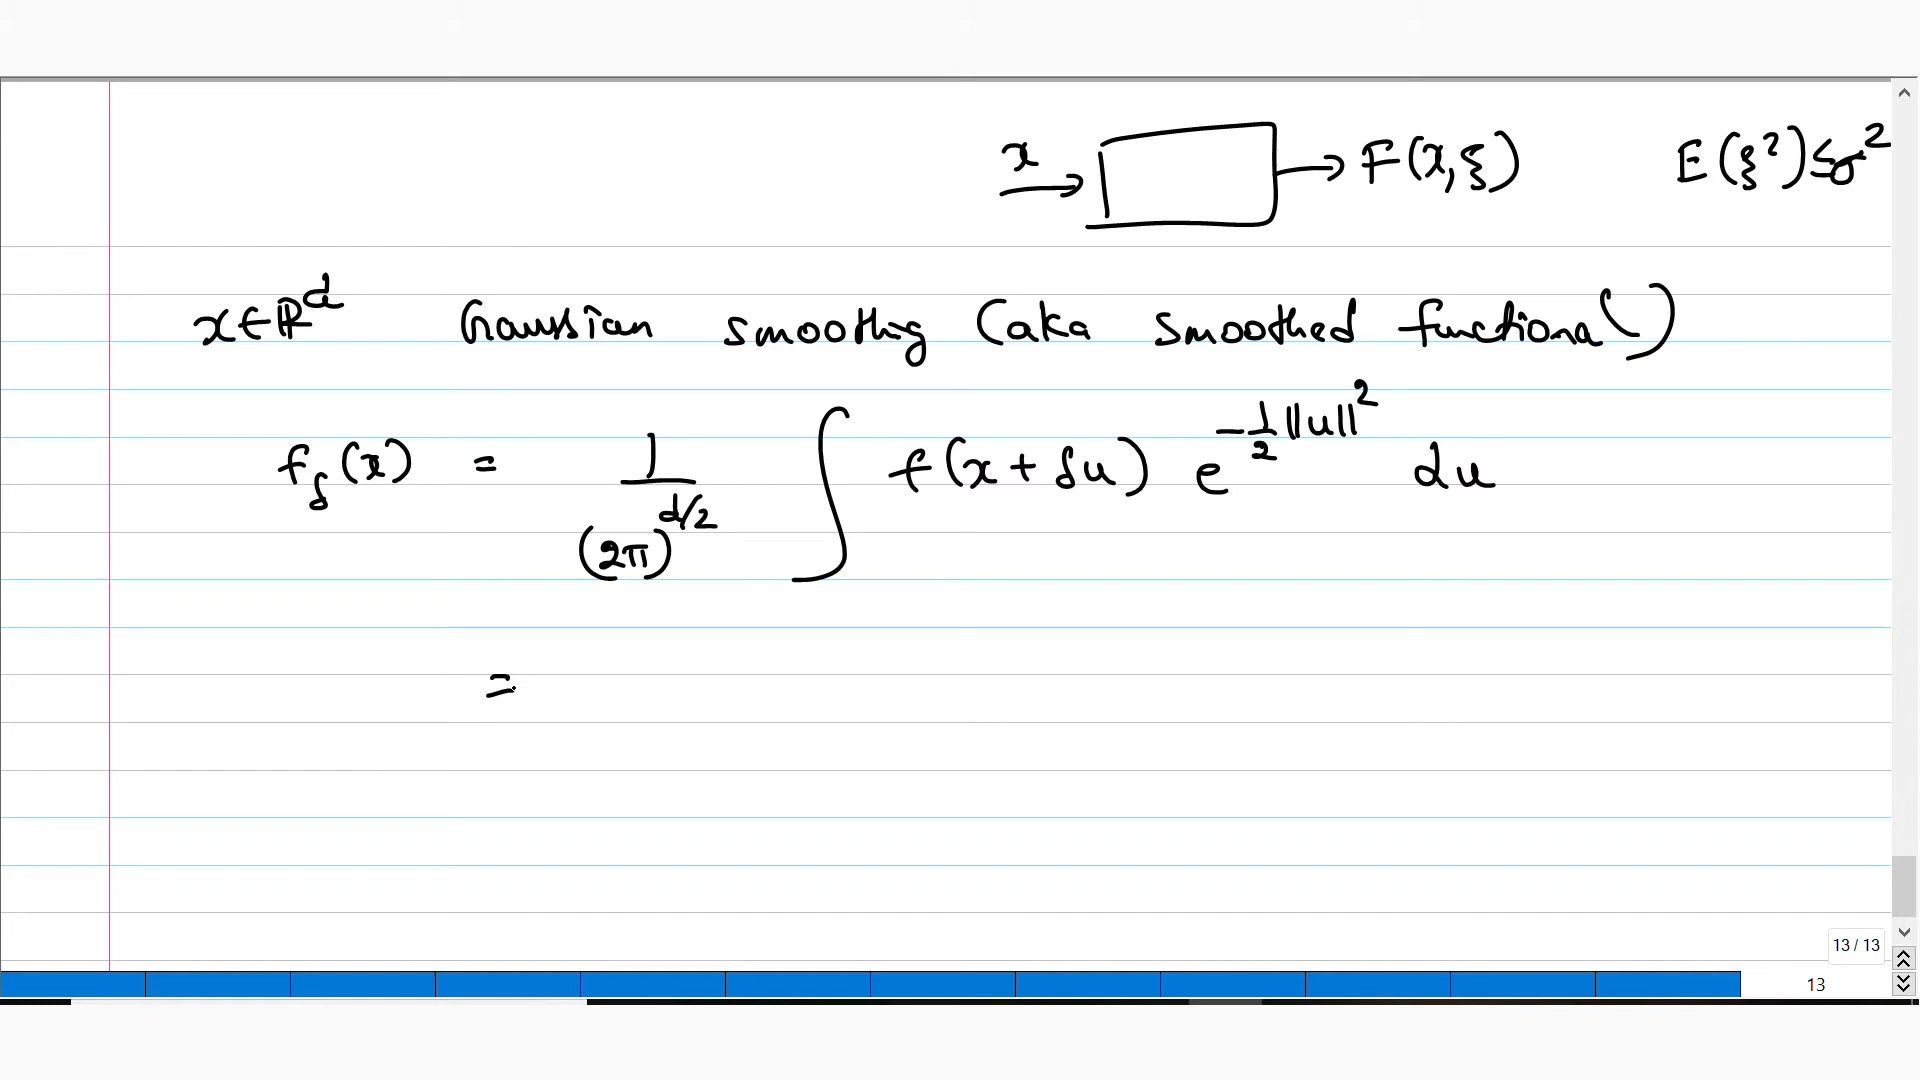 x → F(x,ξ) E(ξ²)≤σ²
x∈ℝᵈ Gaussian smoothing (aka smoothed functional)
f_δ(x) = 1/(2π)^{d/2} ∫ f(x+δu) e^{-1/2 ||u||²} du
=
13 / 13
13